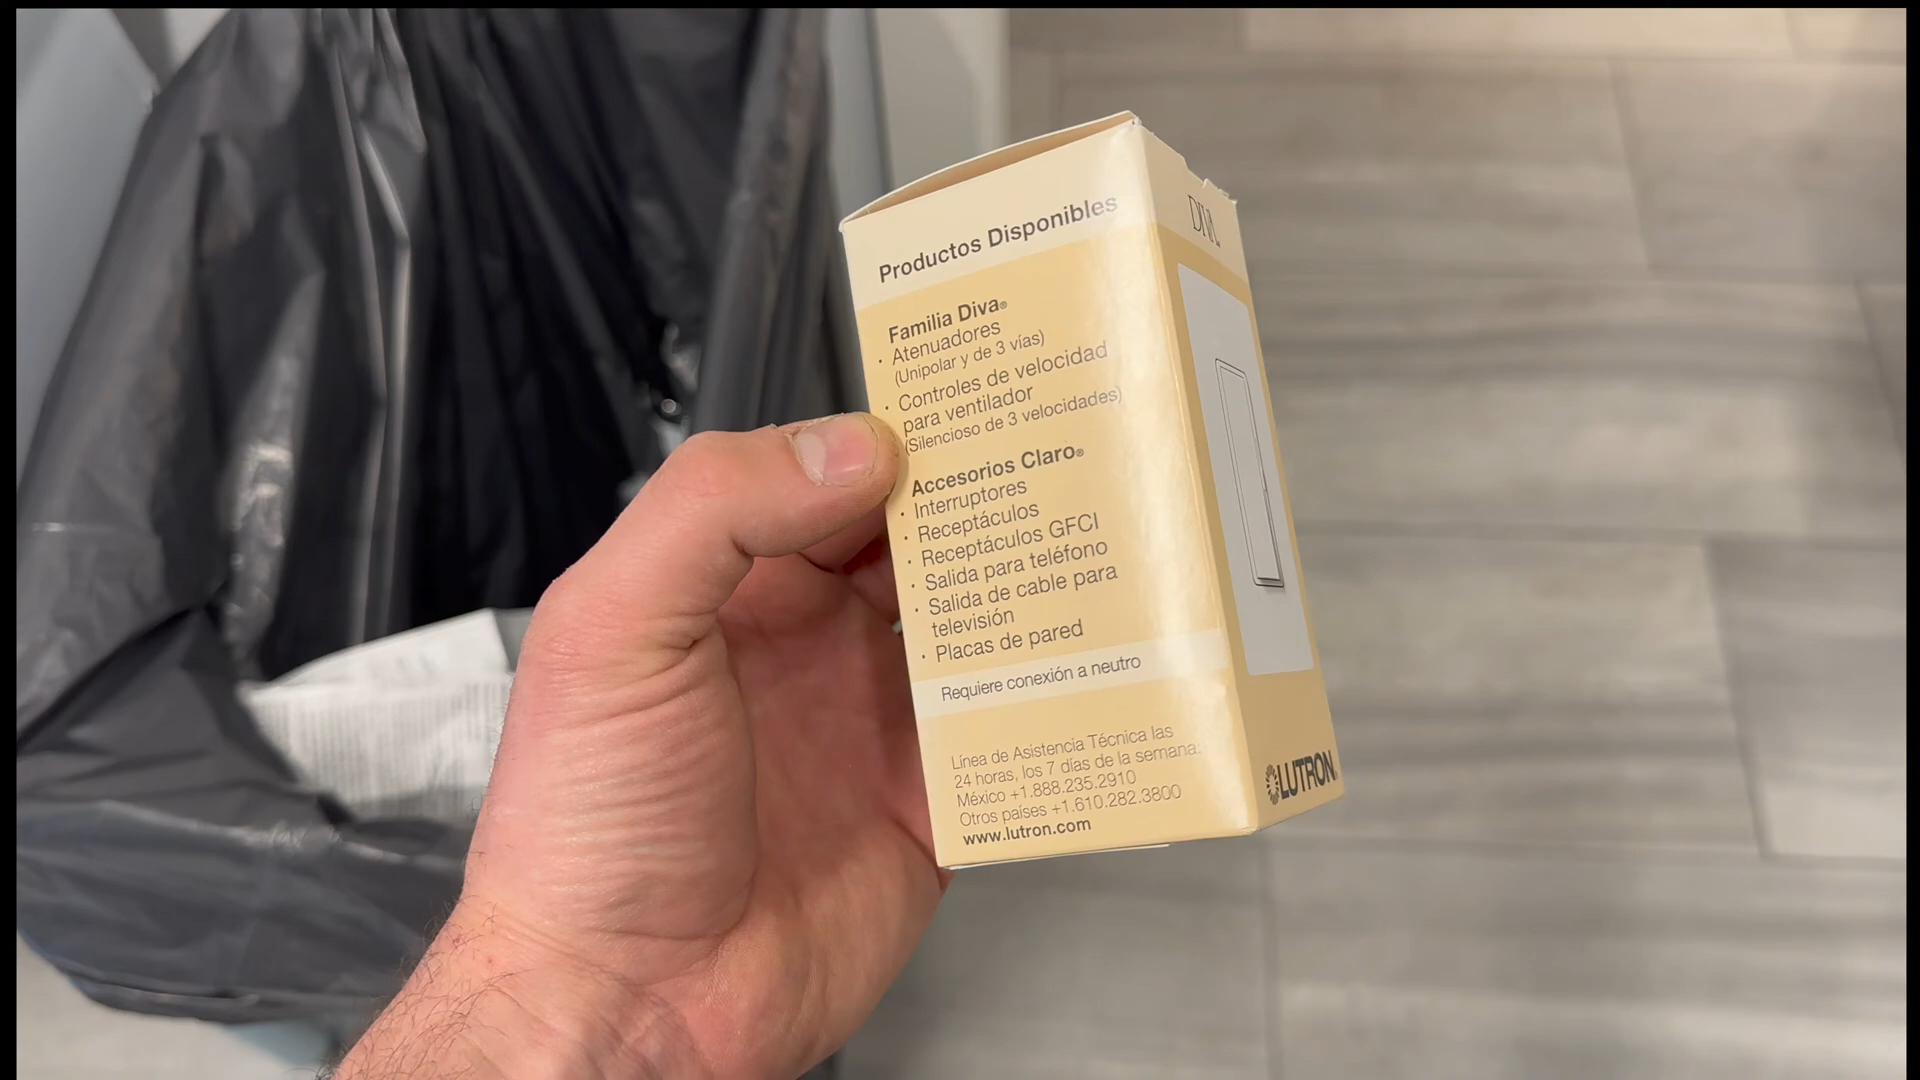 Productos Disponibles
Familia Diva®
· Atenuadores
(Unipolar y de 3 vías)
· Controles de velocidad
para ventilador
(Silencioso de 3 velocidades)
Accesorios Claro®
· Interruptores
· Receptáculos
· Receptáculos GFCI
· Salida para teléfono
· Salida de cable para
televisión
· Placas de pared
Requiere conexión a neutro
Línea de Asistencia Técnica las
24 horas, los 7 días de la semana:
México +1.888.235.2910
Otros países +1.610.282.3800
www.lutron.com
DIVA
LUTRON